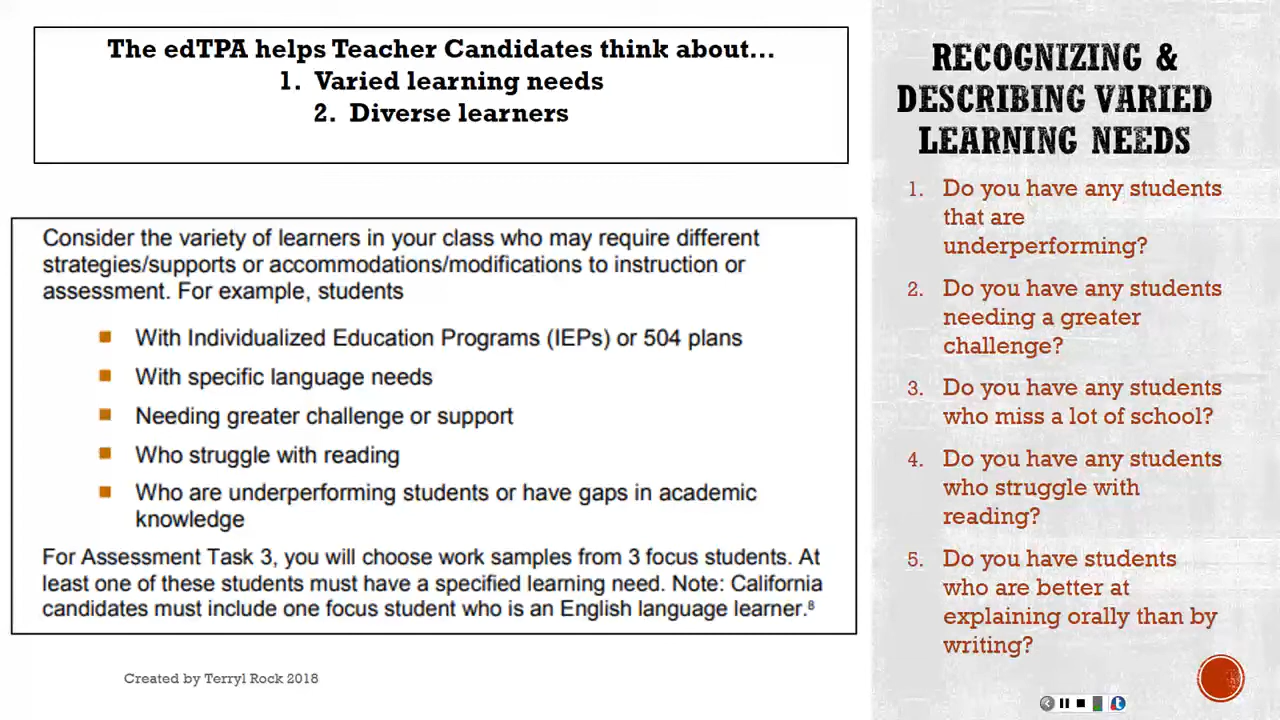 The edTPA helps Teacher Candidates think about...
1. Varied learning needs
2. Diverse learners
Consider the variety of learners in your class who may require different
strategies/supports or accommodations/modifications to instruction or
assessment. For example, students
With Individualized Education Programs (IEPs) or 504 plans
With specific language needs
Needing greater challenge or support
Who struggle with reading
Who are underperforming students or have gaps in academic
knowledge
For Assessment Task 3, you will choose work samples from 3 focus students. At
least one of these students must have a specified learning need. Note: California
candidates must include one focus student who is an English language learner.⁸
Created by Terryl Rock 2018
RECOGNIZING &
DESCRIBING VARIED
LEARNING NEEDS
1. Do you have any students
that are
underperforming?
2. Do you have any students
needing a greater
challenge?
3. Do you have any students
who miss a lot of school?
4. Do you have any students
who struggle with
reading?
5. Do you have students
who are better at
explaining orally than by
writing?